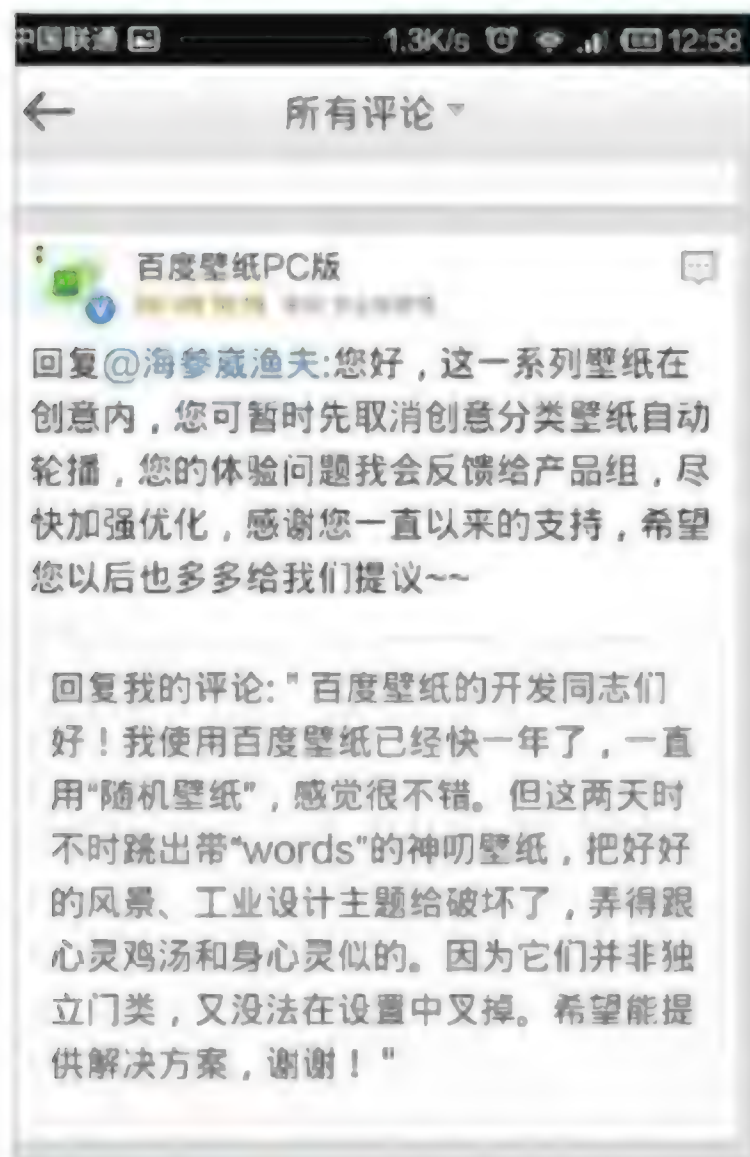 中国联通 1.3K/s 12:58
所有评论
百度壁纸PC版
回复@海参崴渔夫:您好，这一系列壁纸在
创意内，您可暂时先取消创意分类壁纸自动
轮播，您的体验问题我会反馈给产品组，尽
快加强优化，感谢您一直以来的支持，希望
您以后也多多给我们提议~~
回复我的评论:"百度壁纸的开发同志们
好！我使用百度壁纸已经快一年了，一直
用“随机壁纸”，感觉很不错。但这两天时
不时跳出带“words”的神叨壁纸，把好好
的风景、工业设计主题给破坏了，弄得跟
心灵鸡汤和身心灵似的。因为它们并非独
立门类，又没法在设置中叉掉。希望能提
供解决方案，谢谢！"